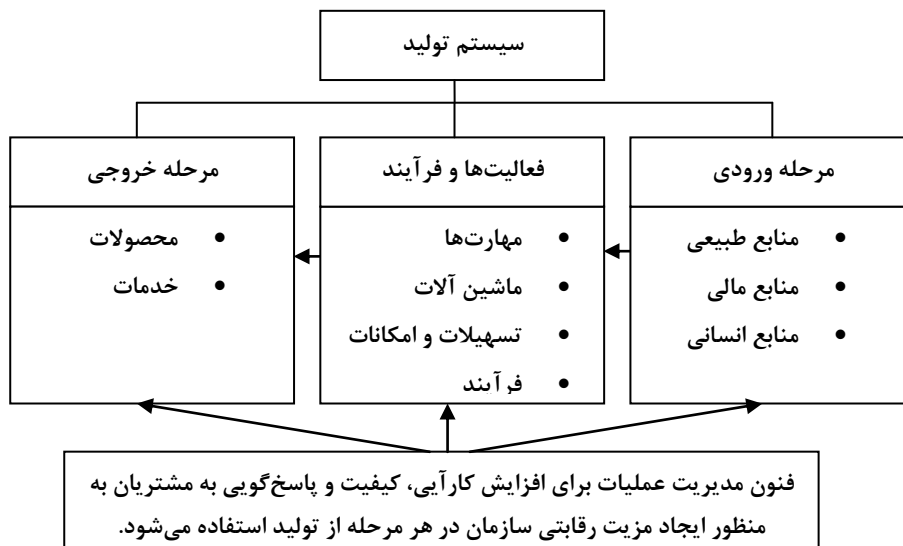 سیستم تولید
مرحله ورودی
• منابع طبیعی
• منابع مالی
• منابع انسانی
فعالیت‌ها و فرآیند
• مهارت‌ها
• ماشین آلات
• تسهیلات و امکانات
• فرآیند
مرحله خروجی
• محصولات
• خدمات
فنون مدیریت عملیات برای افزایش کارآیی، کیفیت و پاسخ‌گویی به مشتریان به
منظور ایجاد مزیت رقابتی سازمان در هر مرحله از تولید استفاده می‌شود.